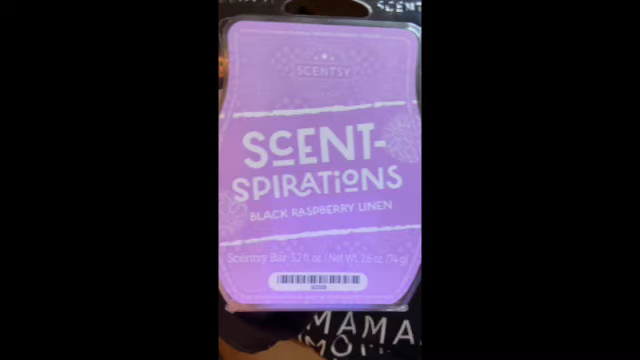 SCENTSY
SCENTSY
SCENT-
SPIRATIONS
BLACK RASPBERRY LINEN
Scentsy Bar 3.2 fl. oz. | Net Wt. 2.6 oz. (74 g)
MAMA